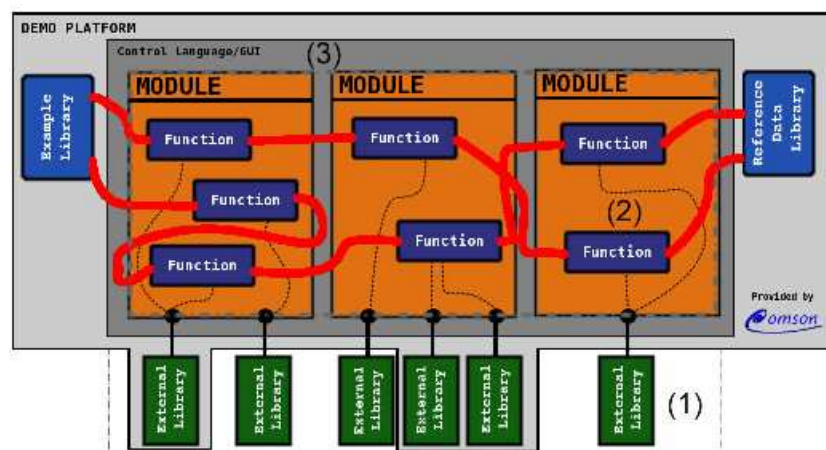 DEMO PLATFORM
Control Language/GUI
(3)
MODULE
MODULE
MODULE
Example
Library
Function
Function
Function
Reference
Data
Library
Function
(2)
Function
Function
Function
Provided by
omson
External
Library
External
Library
External
Library
External
Library
External
Library
External
Library
(1)